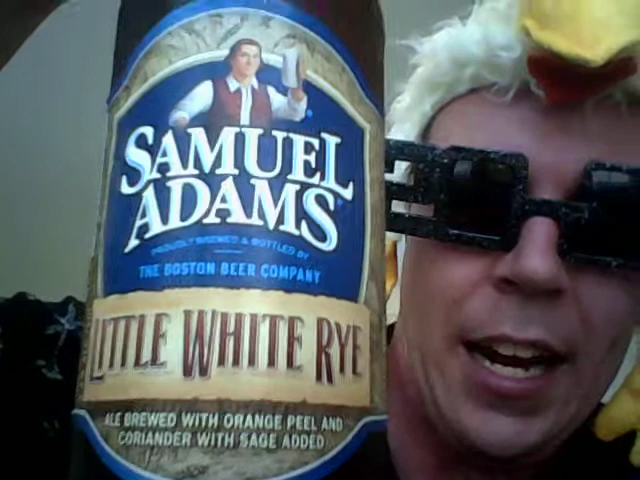 SAMUEL
ADAMS
PROUDLY BREWED & BOTTLED BY
THE BOSTON BEER COMPANY
LITTLE WHITE RYE
ALE BREWED WITH ORANGE PEEL AND
CORIANDER WITH SAGE ADDED